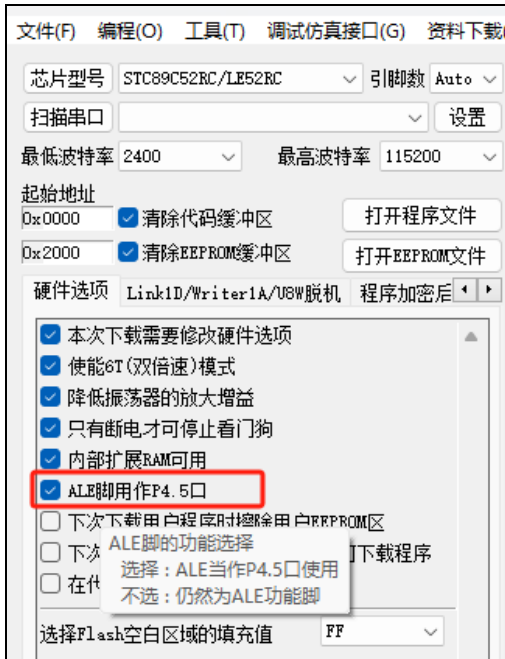 文件(F) 编程(O) 工具(T) 调试仿真接口(G) 资料下载
芯片型号 STC89C52RC/LE52RC 引脚数 Auto
扫描串口 设置
最低波特率 2400 最高波特率 115200
起始地址
0x0000 清除代码缓冲区 打开程序文件
0x2000 清除EEPROM缓冲区 打开EEPROM文件
硬件选项 Link1D/Writer1A/U8W脱机 程序加密后
本次下载需要修改硬件选项
使能6T(双倍速)模式
降低振荡器的放大增益
只有断电才可停止看门狗
内部扩展RAM可用
ALE脚用作P4.5口
下次下载用户程序时擦除用户EEPROM区
ALE脚的功能选择
下次 下载程序
选择：ALE当作P4.5口使用
在代
不选：仍然为ALE功能脚
选择Flash空白区域的填充值 FF